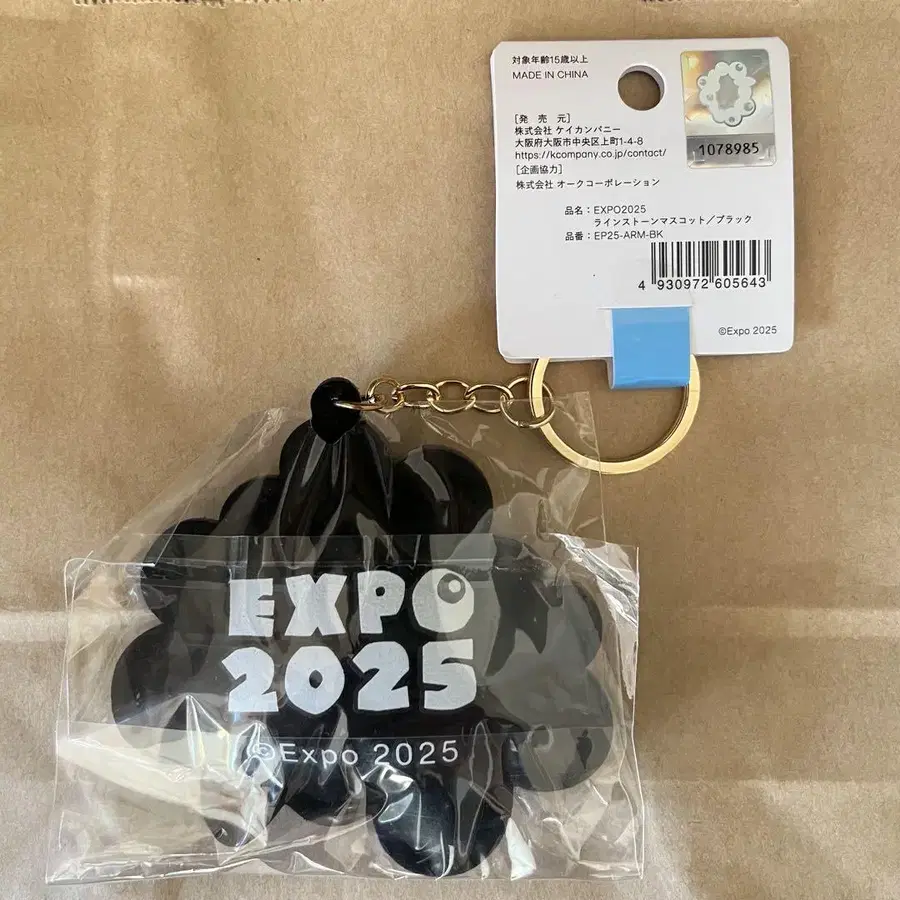 対象年齢15歳以上
MADE IN CHINA
1078985
[発 売 元]
株式会社 ケイカンパニー
大阪府大阪市中央区上町1-4-8
https://kcompany.co.jp/contact/
[企画協力]
株式会社 オークコーポレーション
品名：EXPO2025
ラインストーンマスコット／ブラック
品番：EP25-ARM-BK
4 930972 605643
©Expo 2025
EXPO
2025
©Expo 2025